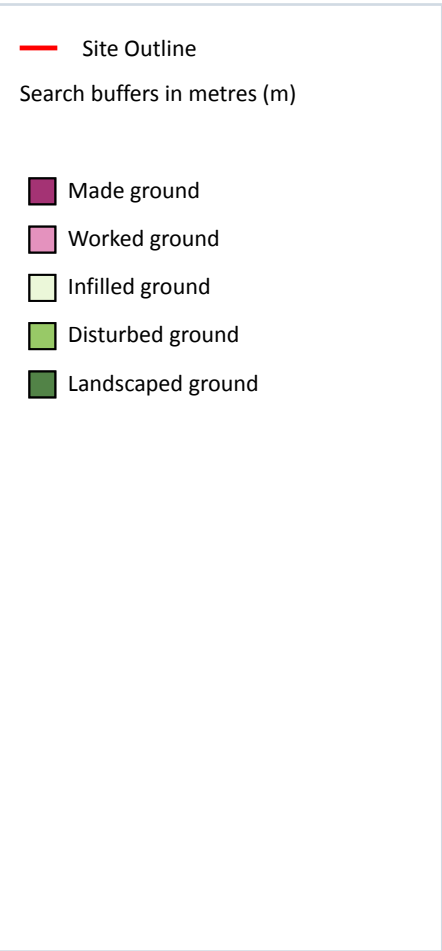 Site Outline
Search buffers in metres (m)
Made ground
Worked ground
Infilled ground
Disturbed ground
Landscaped ground